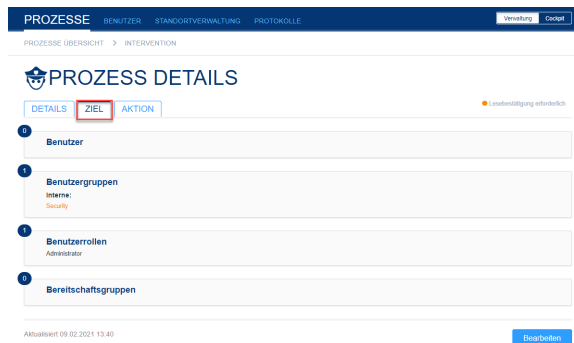 PROZESSE BENUTZER STANDORTVERWALTUNG PROTOKOLLE Verwaltung Cockpit
PROZESSE ÜBERSICHT > INTERVENTION
PROZESS DETAILS
DETAILS ZIEL AKTION
Lesebestätigung erforderlich
0
Benutzer
1
Benutzergruppen
Interne:
Security
1
Benutzerrollen
Administrator
0
Bereitschaftsgruppen
Aktualisiert 09.02.2021 13:40
Bearbeiten